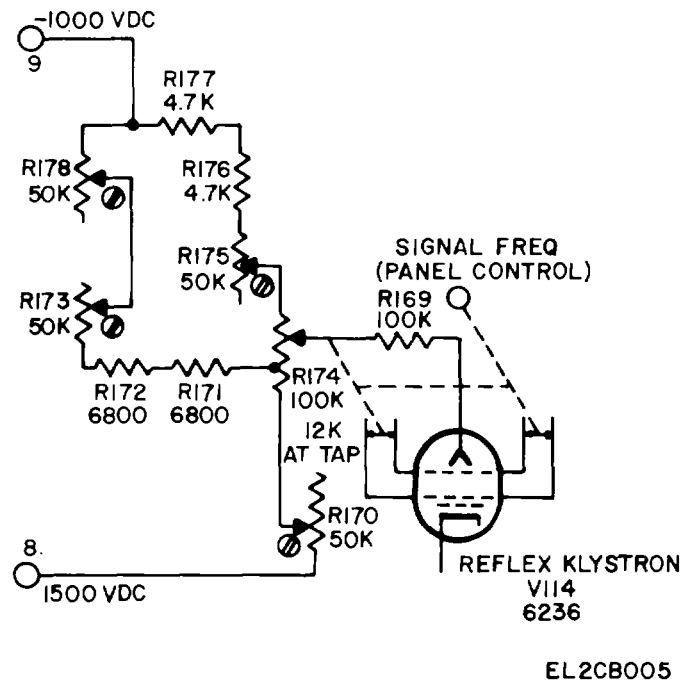 -1000 VDC
9
R177
4.7K
R178
50K
R176
4.7K
R175
50K
SIGNAL FREQ
(PANEL CONTROL)
R173
50K
R169
100K
R172
6800
R171
6800
R174
100K
12K
AT TAP
R170
50K
8.
1500 VDC
REFLEX KLYSTRON
V114
6236
EL2CB005